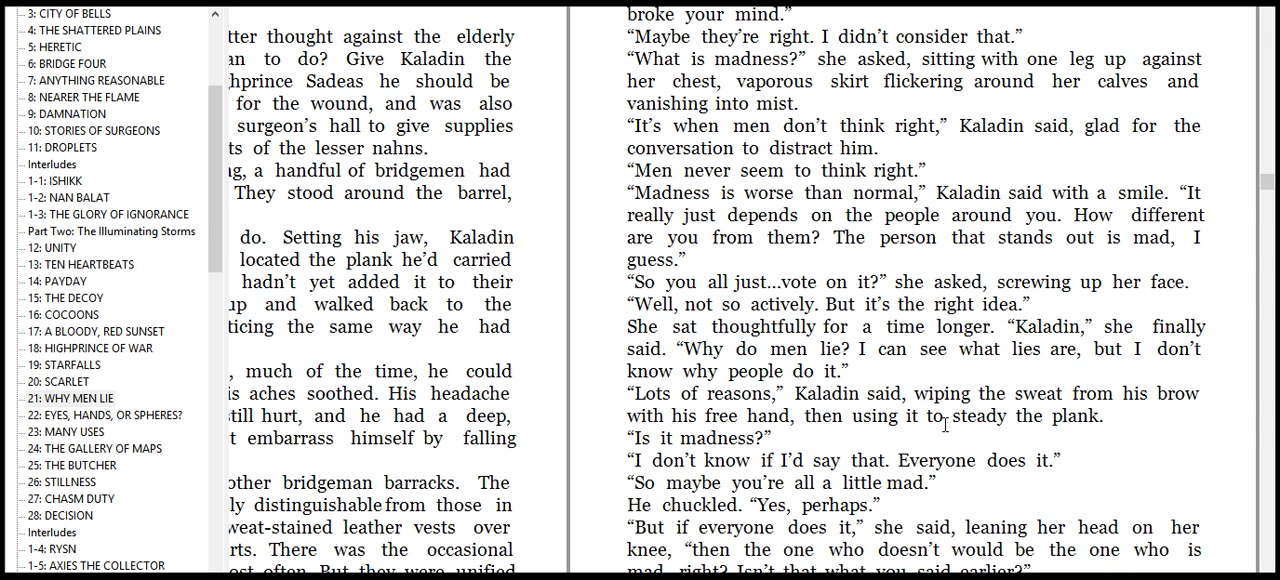 3: CITY OF BELLS
4: THE SHATTERED PLAINS
5: HERETIC
6: BRIDGE FOUR
7: ANYTHING REASONABLE
8: NEARER THE FLAME
9: DAMNATION
10: STORIES OF SURGEONS
11: DROPLETS
Interludes
1-1: ISHIKK
1-2: NAN BALAT
1-3: THE GLORY OF IGNORANCE
Part Two: The Illuminating Storms
12: UNITY
13: TEN HEARTBEATS
14: PAYDAY
15: THE DECOY
16: COCOONS
17: A BLOODY, RED SUNSET
18: HIGHPRINCE OF WAR
19: STARFALLS
20: SCARLET
21: WHY MEN LIE
22: EYES, HANDS, OR SPHERES?
23: MANY USES
24: THE GALLERY OF MAPS
25: THE BUTCHER
26: STILLNESS
27: CHASM DUTY
28: DECISION
Interludes
1-4: RYSN
1-5: AXIES THE COLLECTOR
tter thought against the elderly
an to do? Give Kaladin the
hprince Sadeas he should be
for the wound, and was also
surgeon’s hall to give supplies
ts of the lesser nahns.
ng, a handful of bridgemen had
They stood around the barrel,
do. Setting his jaw, Kaladin
located the plank he’d carried
hadn’t yet added it to their
up and walked back to the
ticing the same way he had
, much of the time, he could
is aches soothed. His headache
still hurt, and he had a deep,
t embarrass himself by falling
other bridgeman barracks. The
ly distinguishable from those in
weat-stained leather vests over
rts. There was the occasional
ost often. But they were unified
broke your mind.”
“Maybe they’re right. I didn’t consider that.”
“What is madness?” she asked, sitting with one leg up against
her chest, vaporous skirt flickering around her calves and
vanishing into mist.
“It’s when men don’t think right,” Kaladin said, glad for the
conversation to distract him.
“Men never seem to think right.”
“Madness is worse than normal,” Kaladin said with a smile. “It
really just depends on the people around you. How different
are you from them? The person that stands out is mad, I
guess.”
“So you all just...vote on it?” she asked, screwing up her face.
“Well, not so actively. But it’s the right idea.”
She sat thoughtfully for a time longer. “Kaladin,” she finally
said. “Why do men lie? I can see what lies are, but I don’t
know why people do it.”
“Lots of reasons,” Kaladin said, wiping the sweat from his brow
with his free hand, then using it to steady the plank.
“Is it madness?”
“I don’t know if I’d say that. Everyone does it.”
“So maybe you’re all a little mad.”
He chuckled. “Yes, perhaps.”
“But if everyone does it,” she said, leaning her head on her
knee, “then the one who doesn’t would be the one who is
mad, right? Isn’t that what you said earlier?”